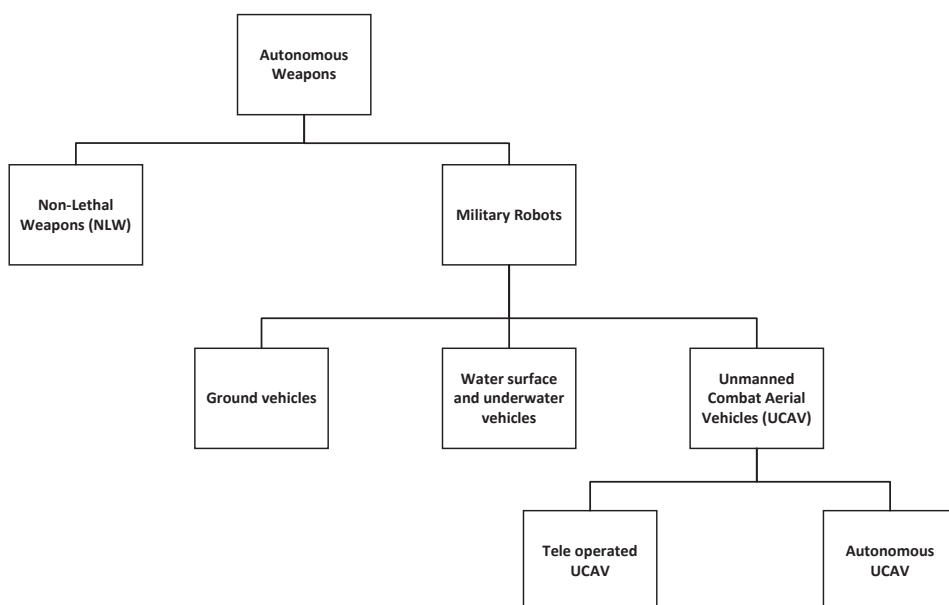 Autonomous
Weapons
Non-Lethal
Weapons (NLW)
Military Robots
Ground vehicles
Water surface
and underwater
vehicles
Unmanned
Combat Aerial
Vehicles (UCAV)
Tele operated
UCAV
Autonomous
UCAV